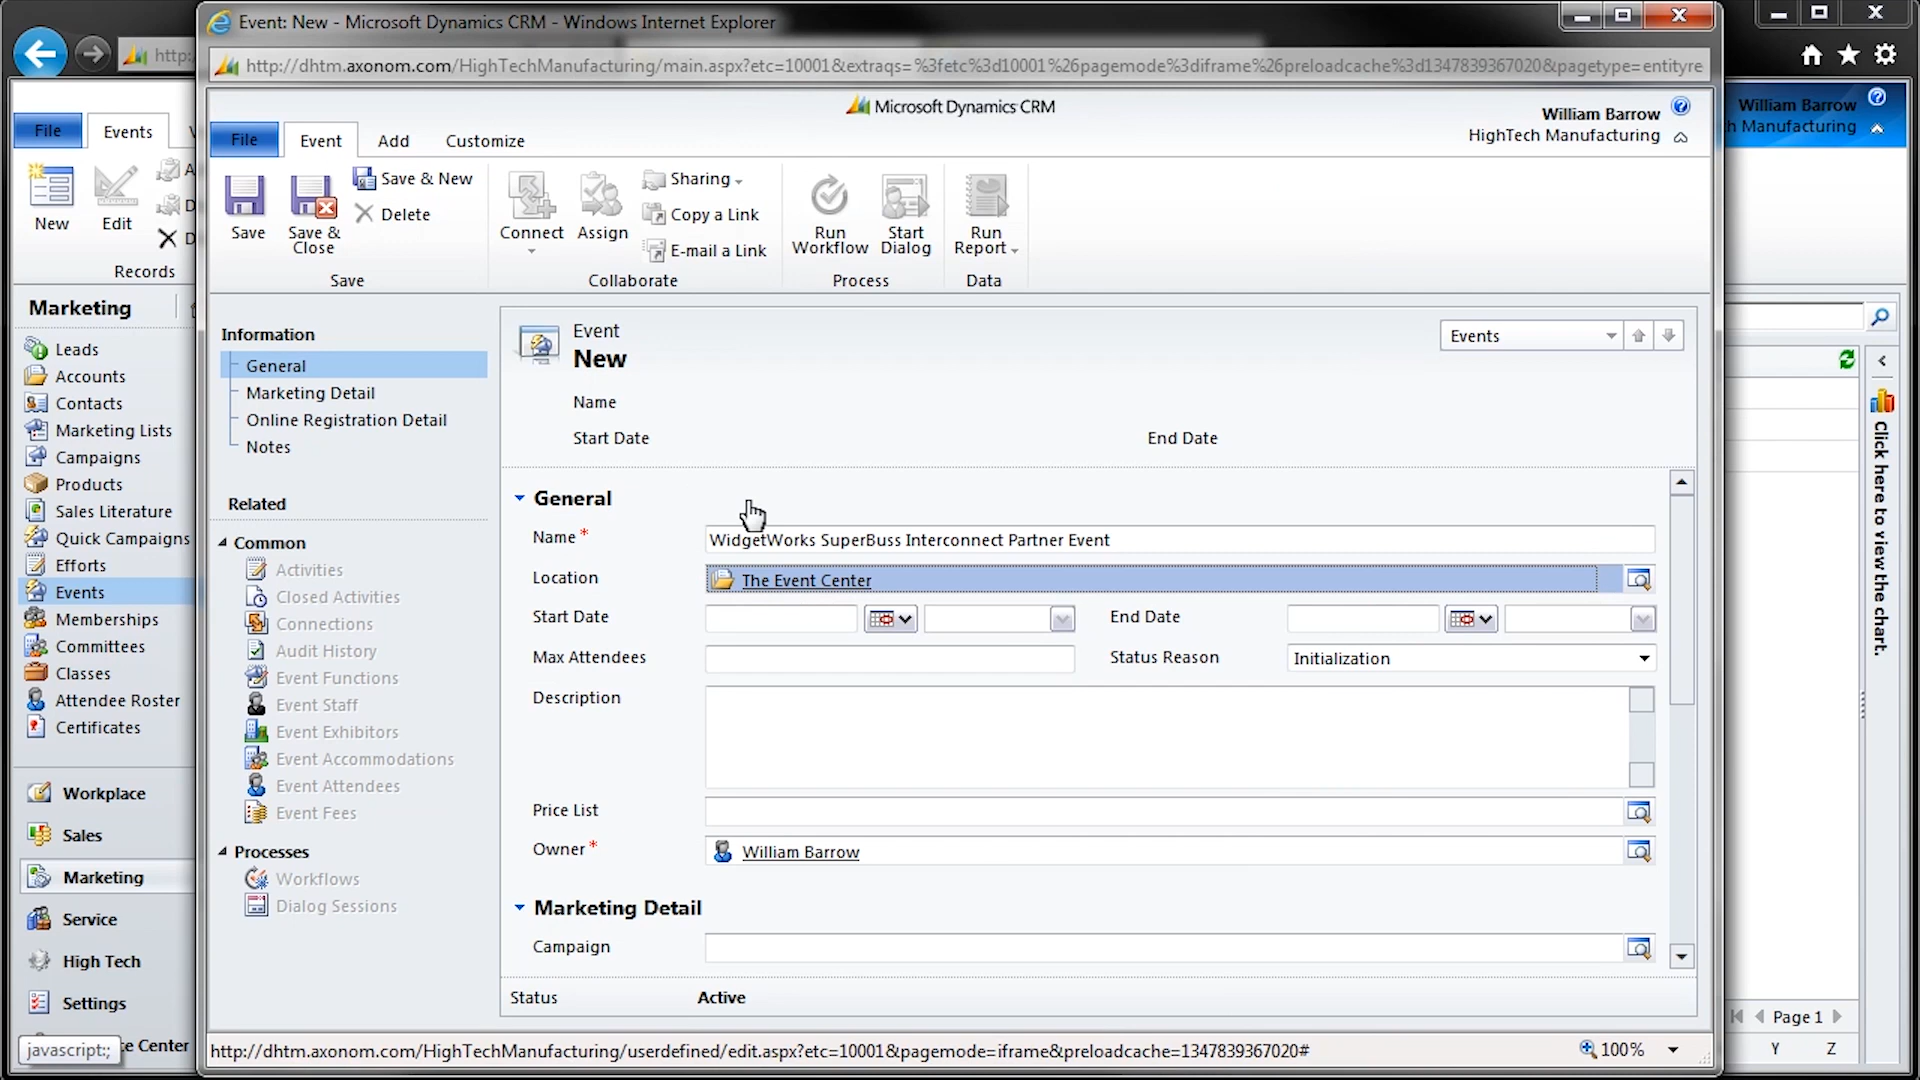 Event: New - Microsoft Dynamics CRM - Windows Internet Explorer
http:
http://dhtm.axonom.com/HighTechManufacturing/main.aspx?etc=10001&extraqs=%3fetc%3d10001%26pagemode%3diframe%26preloadcache%3d1347839367020&pagetype=entityre
Microsoft Dynamics CRM
William Barrow
HighTech Manufacturing
William Barrow
h Manufacturing
File
Events
File
Event
Add
Customize
New
Edit
A
D
D
Records
Save
Save &
Close
Save & New
Delete
Save
Connect
Assign
Sharing
Copy a Link
E-mail a Link
Collaborate
Run
Workflow
Start
Dialog
Process
Run
Report
Data
Marketing
Leads
Accounts
Contacts
Marketing Lists
Campaigns
Products
Sales Literature
Quick Campaigns
Efforts
Events
Memberships
Committees
Classes
Attendee Roster
Certificates
Workplace
Sales
Marketing
Service
High Tech
Settings
ce Center
javascript:;
Information
General
Marketing Detail
Online Registration Detail
Notes
Related
Common
Activities
Closed Activities
Connections
Audit History
Event Functions
Event Staff
Event Exhibitors
Event Accommodations
Event Attendees
Event Fees
Processes
Workflows
Dialog Sessions
Event
New
Events
Name
Start Date
End Date
General
Name*
WidgetWorks SuperBuss Interconnect Partner Event
Location
The Event Center
Start Date
End Date
Max Attendees
Status Reason
Initialization
Description
Price List
Owner*
William Barrow
Marketing Detail
Campaign
Status
Active
Click here to view the chart.
Page 1
Y
Z
http://dhtm.axonom.com/HighTechManufacturing/userdefined/edit.aspx?etc=10001&pagemode=iframe&preloadcache=1347839367020#
100%